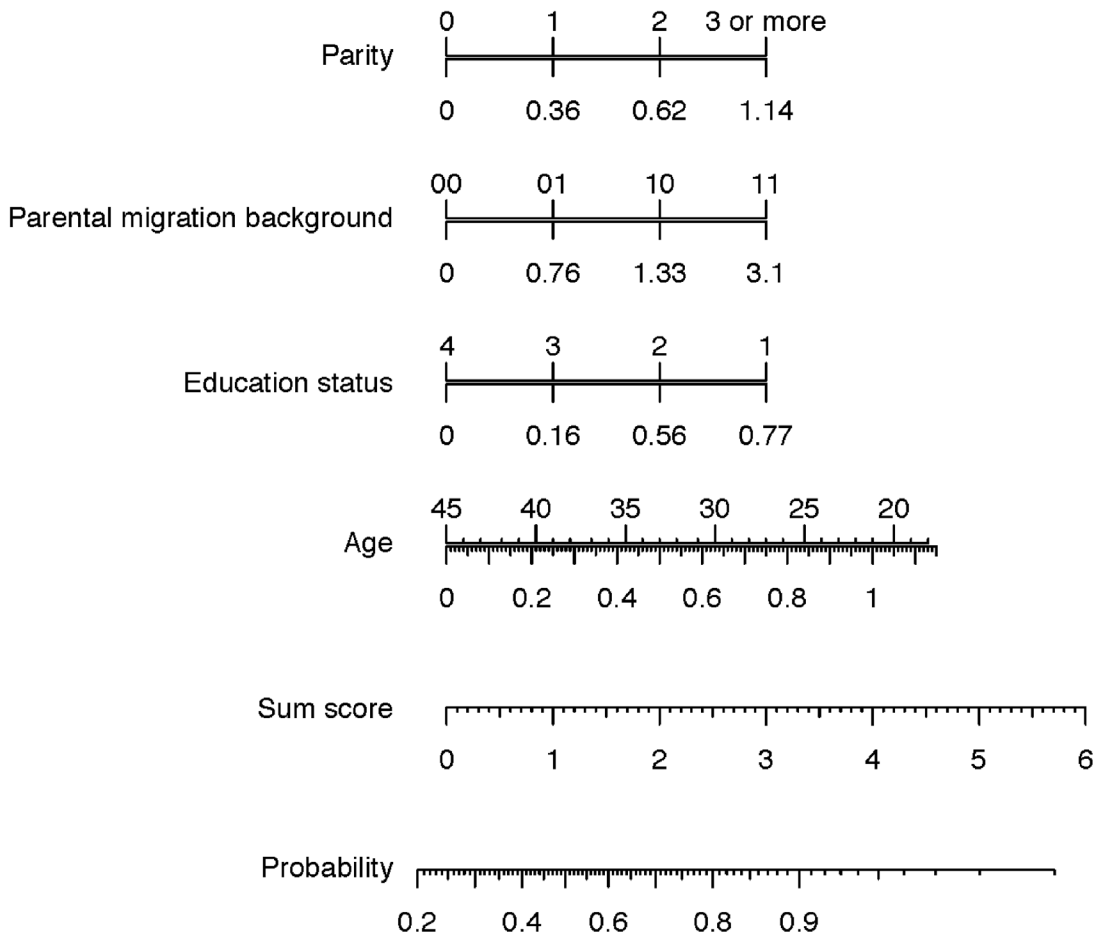 0 1 2 3 or more
Parity
0 0.36 0.62 1.14
00 01 10 11
Parental migration background
0 0.76 1.33 3.1
4 3 2 1
Education status
0 0.16 0.56 0.77
45 40 35 30 25 20
Age
0 0.2 0.4 0.6 0.8 1
Sum score
0 1 2 3 4 5 6
Probability
0.2 0.4 0.6 0.8 0.9